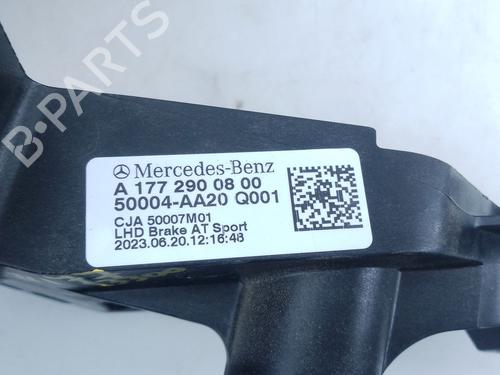 B-PARTS
Mercedes-Benz
A 177 290 08 00
50004-AA20 Q001
CJA 50007M01
LHD Brake AT Sport
2023.06.20.12:16:46